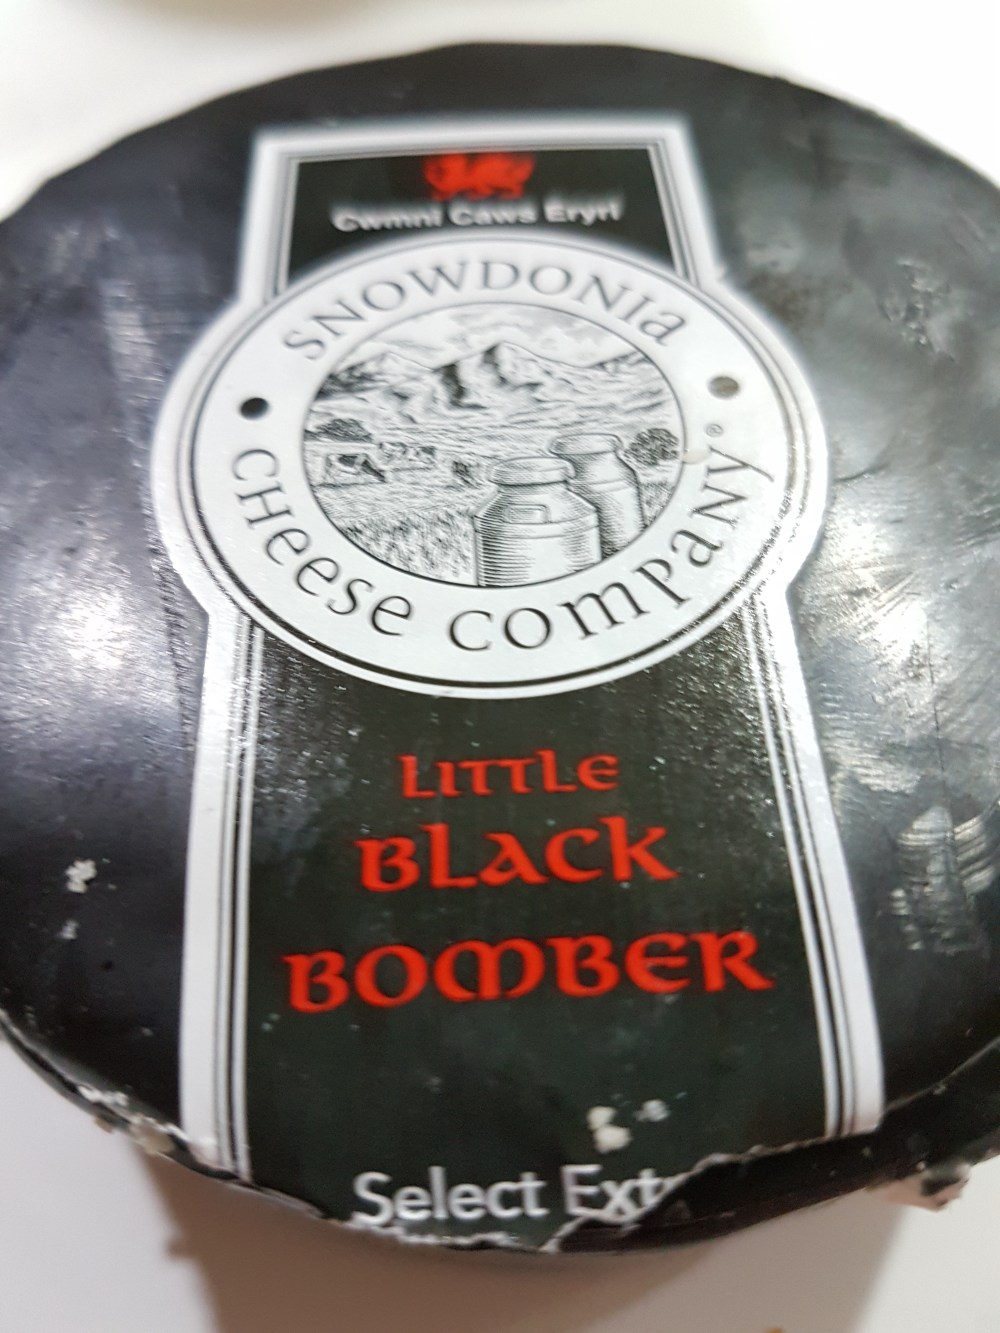 Cwmni Caws Eryri
SNOWDONIA
CHEESE COMPANY®
LITTLE
BLACK
BOMBER
Select